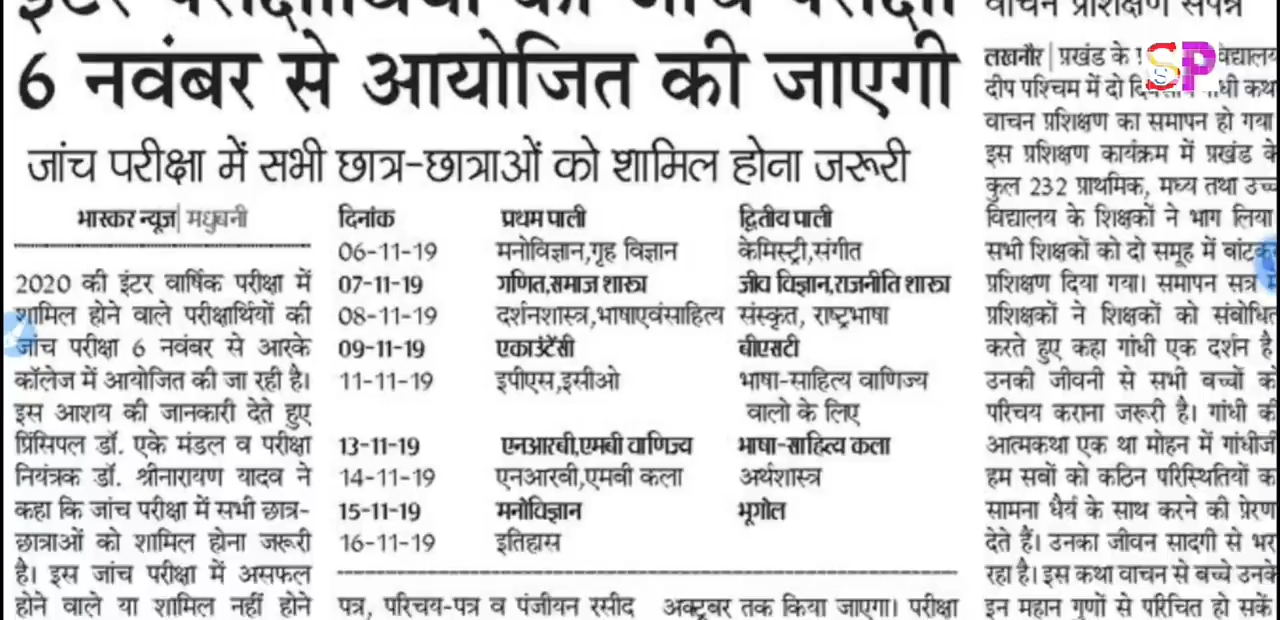 6 नवंबर से आयोजित की जाएगी
जांच परीक्षा में सभी छात्र-छात्राओं को शामिल होना जरूरी
भास्कर न्यूज | मधुबनी
2020 की इंटर वार्षिक परीक्षा में
शामिल होने वाले परीक्षार्थियों की
जांच परीक्षा 6 नवंबर से आरके
कॉलेज में आयोजित की जा रही है।
इस आशय की जानकारी देते हुए
प्रिंसिपल डॉ. एके मंडल व परीक्षा
नियंत्रक डॉ. श्रीनारायण यादव ने
कहा कि जांच परीक्षा में सभी छात्र-
छात्राओं को शामिल होना जरूरी
है। इस जांच परीक्षा में असफल
होने वाले या शामिल नहीं होने
दिनांक प्रथम पाली द्वितीय पाली
06-11-19 मनोविज्ञान,गृह विज्ञान केमिस्ट्री,संगीत
07-11-19 गणित,समाज शास्त्र जीव विज्ञान,राजनीति शास्त्र
08-11-19 दर्शनशास्त्र,भाषाएवंसाहित्य संस्कृत, राष्ट्रभाषा
09-11-19 एकाउंटेंसी बीएसटी
11-11-19 इपीएस,इसीओ भाषा-साहित्य वाणिज्य
वालो के लिए
13-11-19 एनआरबी,एमबी वाणिज्य भाषा-साहित्य कला
14-11-19 एनआरबी,एमबी कला अर्थशास्त्र
15-11-19 मनोविज्ञान भूगोल
16-11-19 इतिहास
पत्र, परिचय-पत्र व पंजीयन रसीद
अक्टूबर तक किया जाएगा। परीक्षा
वाचन प्रशिक्षण संपन्न
लखनौर | प्रखंड के विद्यालय
दीप पश्चिम में दो कथा
वाचन प्रशिक्षण का समापन हो गया
इस प्रशिक्षण कार्यक्रम में प्रखंड के
कुल 232 प्राथमिक, मध्य तथा उच्च
विद्यालय के शिक्षकों ने भाग लिया
सभी शिक्षकों को दो समूह में बांटकर
प्रशिक्षण दिया गया। समापन सत्र में
प्रशिक्षकों ने शिक्षकों को संबोधित
करते हुए कहा गांधी एक दर्शन है
उनकी जीवनी से सभी बच्चों को
परिचय कराना जरूरी है। गांधी की
आत्मकथा एक था मोहन में गांधीजी
हम सबों को कठिन परिस्थितियों का
सामना धैर्य के साथ करने की प्रेरणा
देते हैं। उनका जीवन सादगी से भरा
रहा है। इस कथा वाचन से बच्चे उनके
इन महान गुणों से परिचित हो सकें
SP